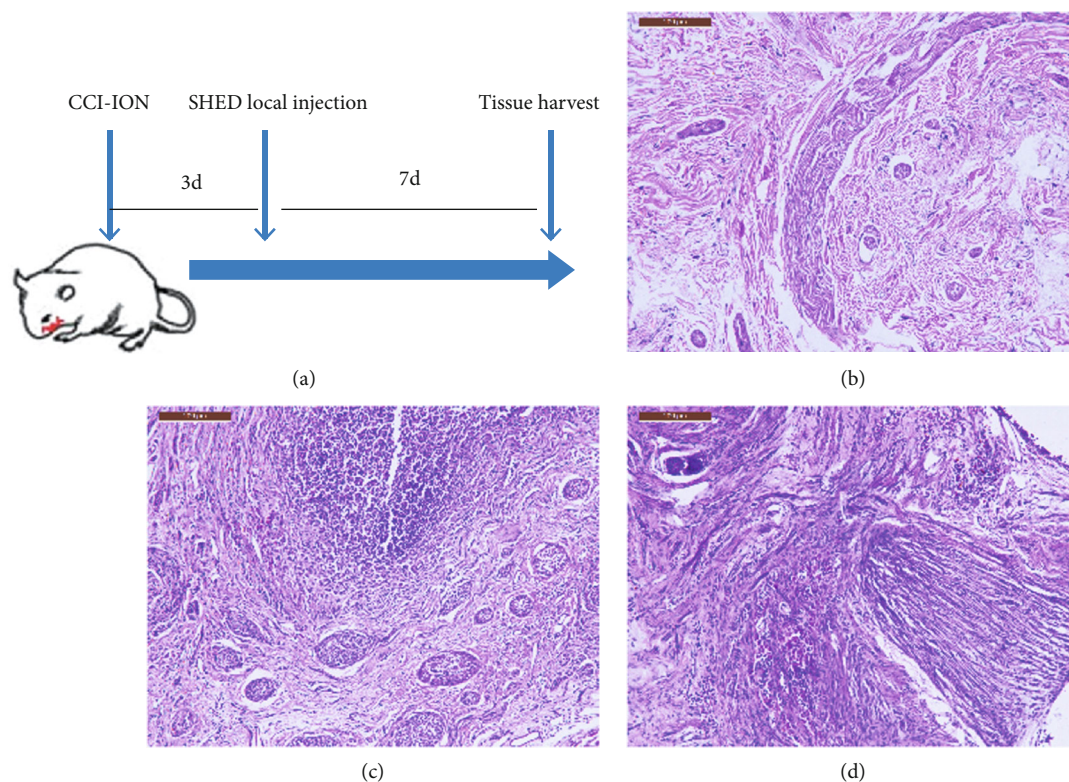 CCI-ION
SHED local injection
Tissue harvest
3d
7d
(a)
(b)
(c)
(d)